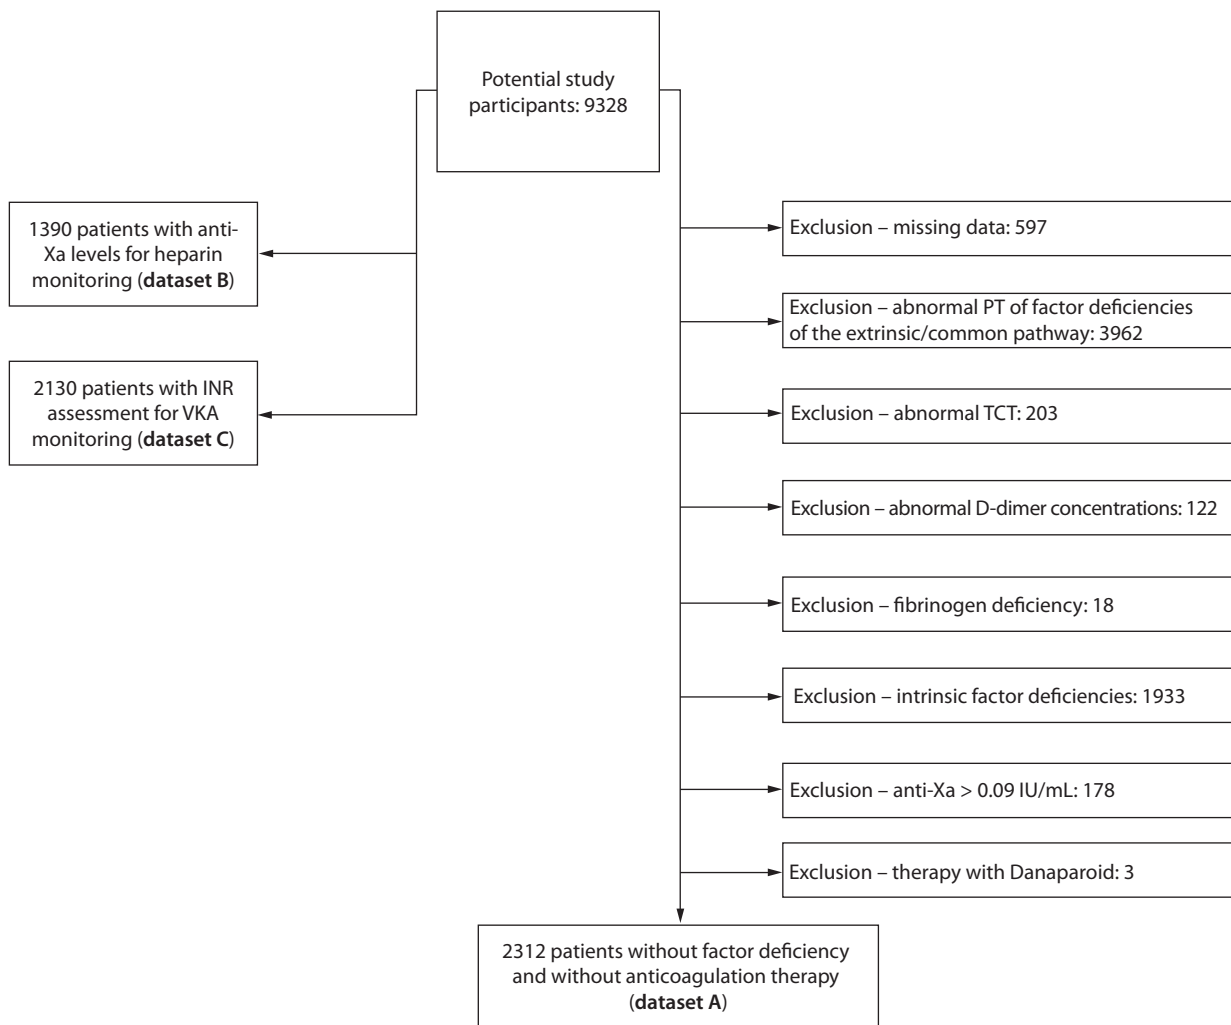 Potential study
participants: 9328
1390 patients with anti-
Xa levels for heparin
monitoring (dataset B)
2130 patients with INR
assessment for VKA
monitoring (dataset C)
Exclusion – missing data: 597
Exclusion – abnormal PT of factor deficiencies
of the extrinsic/common pathway: 3962
Exclusion – abnormal TCT: 203
Exclusion – abnormal D-dimer concentrations: 122
Exclusion – fibrinogen deficiency: 18
Exclusion – intrinsic factor deficiencies: 1933
Exclusion – anti-Xa > 0.09 IU/mL: 178
Exclusion – therapy with Danaparoid: 3
2312 patients without factor deficiency
and without anticoagulation therapy
(dataset A)